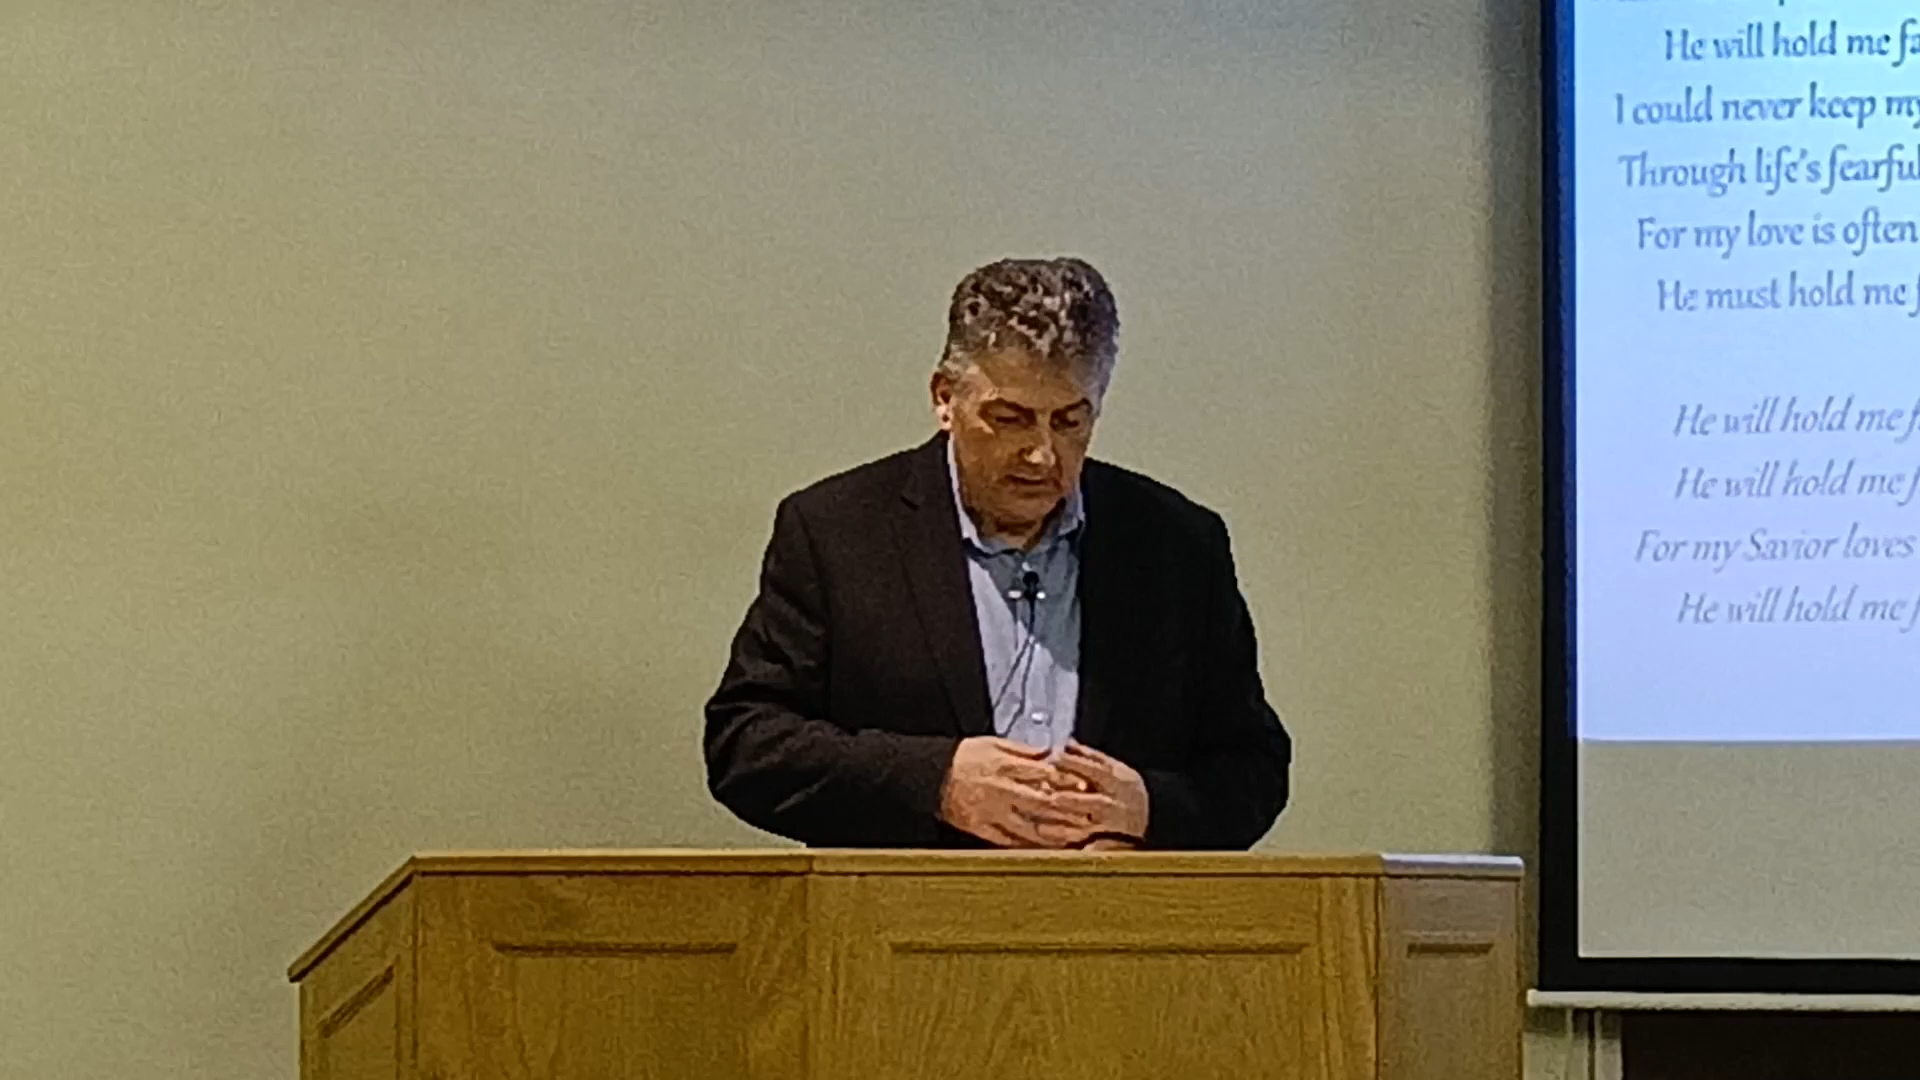 He will hold me
I could never keep
Through life's fearful
For my love is often
He must hold me
He will hold me
He will hold me
For my Savior loves
He will hold me